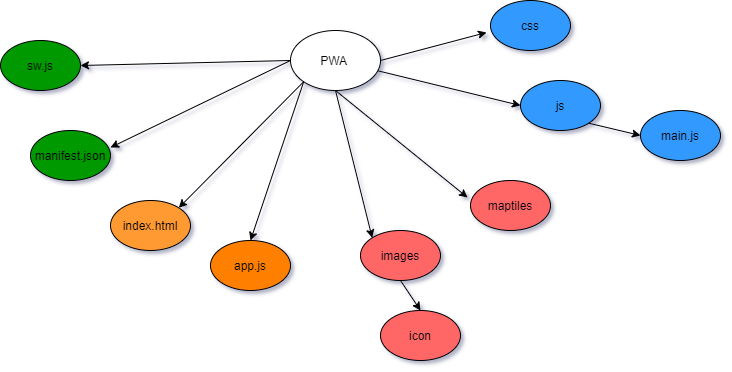 css
PWA
sw.js
js
main.js
manifest.json
maptiles
index.html
images
app.js
icon